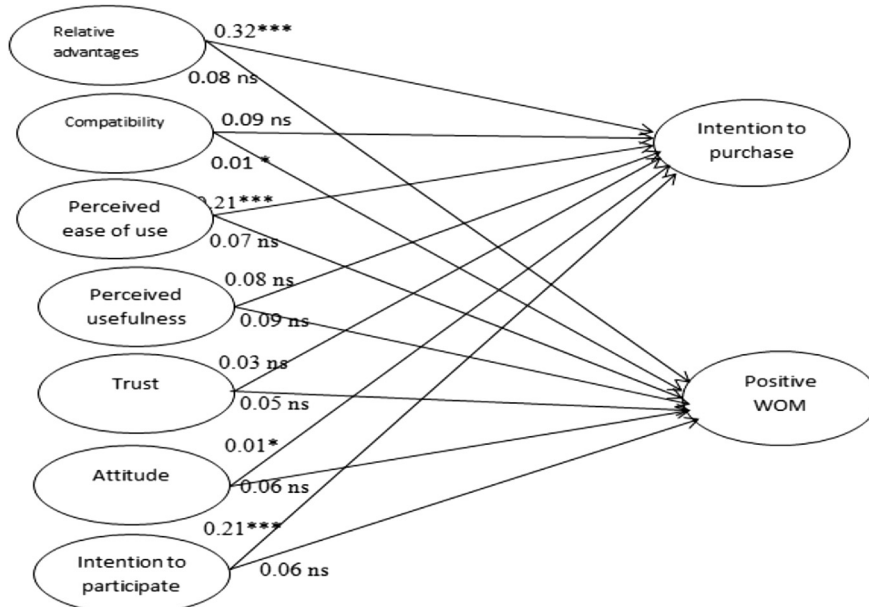 Relative
advantages
0.32***
0.08 ns
Compatibility
0.09 ns
0.01 *
Intention to
purchase
Perceived
ease of use
0.21***
0.07 ns
Perceived
usefulness
0.08 ns
0.09 ns
Trust
0.03 ns
0.05 ns
Positive
WOM
Attitude
0.01*
0.06 ns
Intention to
participate
0.21***
0.06 ns